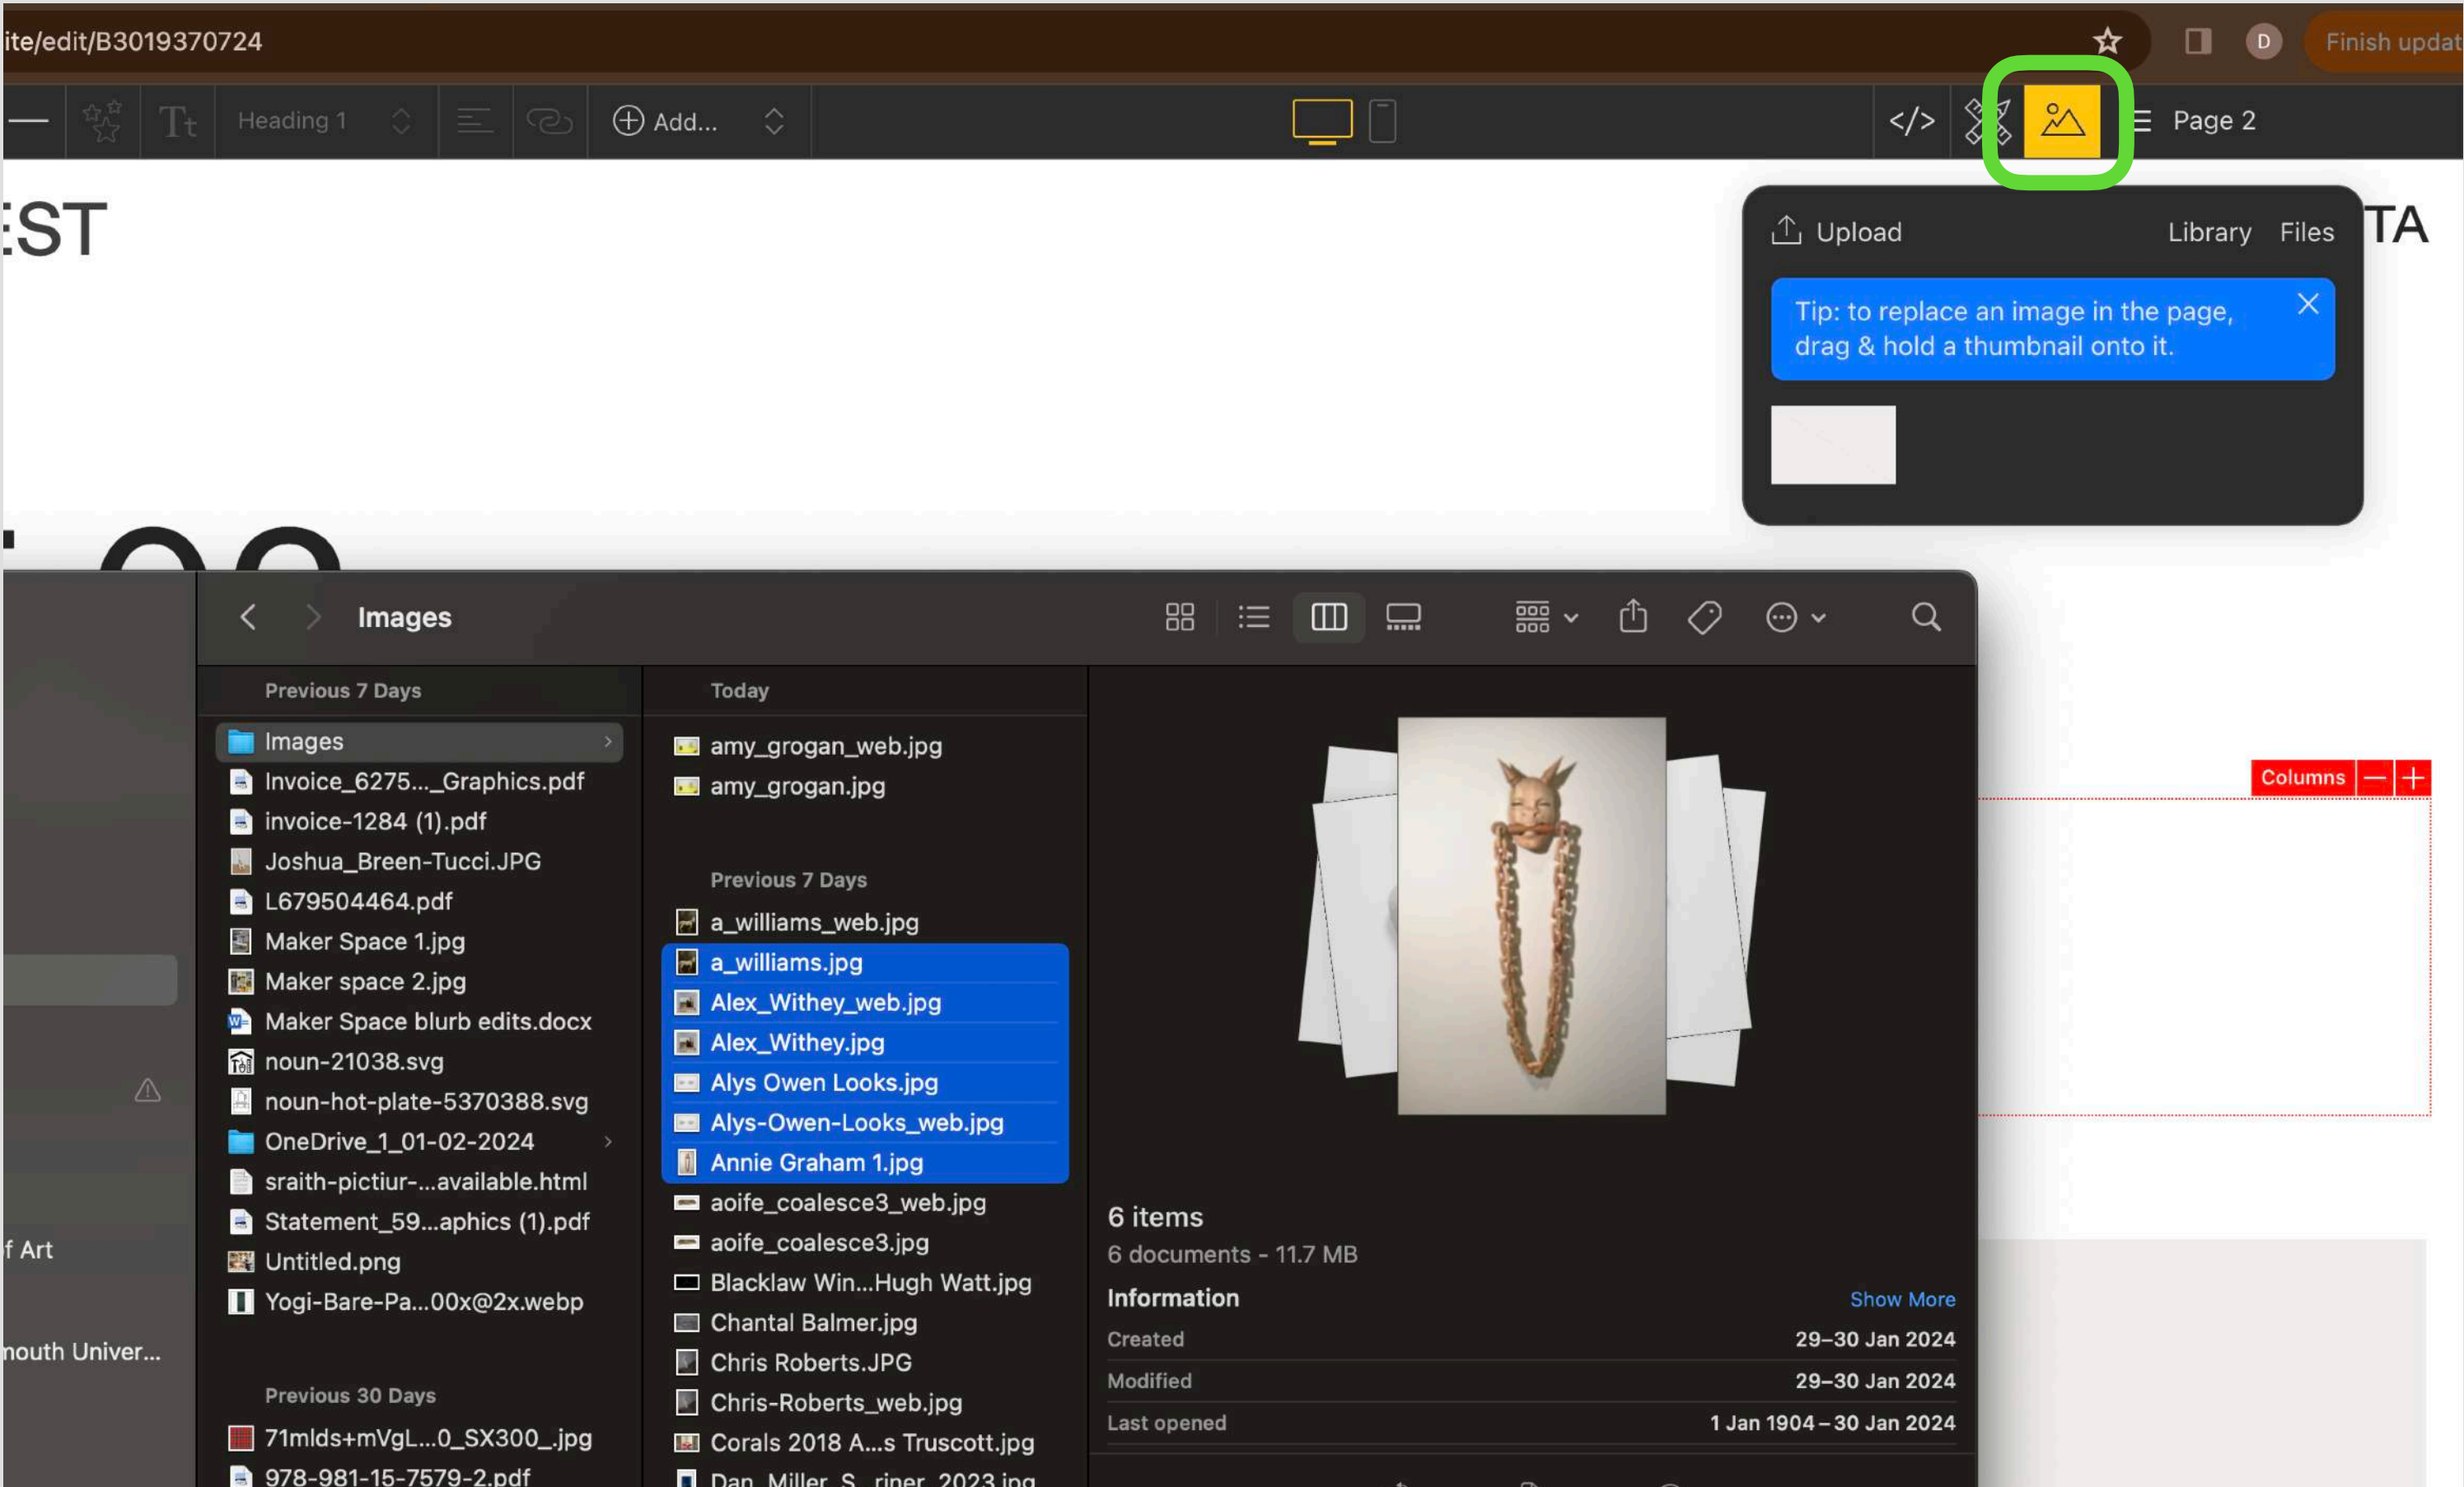 ite/edit/B3019370724
D
Finish updat
Tt
Heading 1
Add...
</>
Page 2
EST
TA
Upload
Library
Files
Tip: to replace an image in the page,
drag & hold a thumbnail onto it.
Columns
Images
Previous 7 Days
Images
Invoice_6275..._Graphics.pdf
invoice-1284 (1).pdf
Joshua_Breen-Tucci.JPG
L679504464.pdf
Maker Space 1.jpg
Maker space 2.jpg
Maker Space blurb edits.docx
noun-21038.svg
noun-hot-plate-5370388.svg
OneDrive_1_01-02-2024
sraith-pictiur-...available.html
Statement_59...aphics (1).pdf
Untitled.png
Yogi-Bare-Pa...00x@2x.webp
Previous 30 Days
71mlds+mVgL...0_SX300_.jpg
978-981-15-7579-2.pdf
Today
amy_grogan_web.jpg
amy_grogan.jpg
Previous 7 Days
a_williams_web.jpg
a_williams.jpg
Alex_Withey_web.jpg
Alex_Withey.jpg
Alys Owen Looks.jpg
Alys-Owen-Looks_web.jpg
Annie Graham 1.jpg
aoife_coalesce3_web.jpg
aoife_coalesce3.jpg
Blacklaw Win...Hugh Watt.jpg
Chantal Balmer.jpg
Chris Roberts.JPG
Chris-Roberts_web.jpg
Corals 2018 A...s Truscott.jpg
Dan_Miller_S...riner_2023.jpg
6 items
6 documents - 11.7 MB
Information
Show More
Created
29–30 Jan 2024
Modified
29–30 Jan 2024
Last opened
1 Jan 1904 – 30 Jan 2024
f Art
mouth Univer...